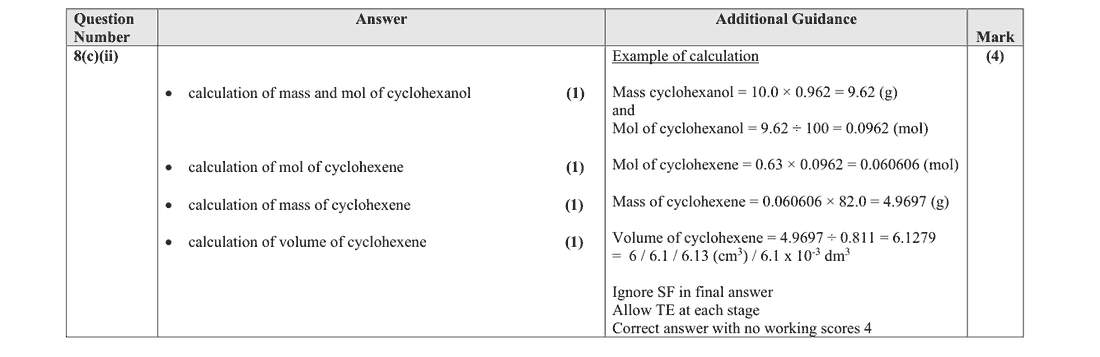 Question Number	Answer	Additional Guidance	Mark
8(c)(ii)	Example of calculation	(4)
• calculation of mass and mol of cyclohexanol (1)	Mass cyclohexanol = 10.0 × 0.962 = 9.62 (g)
and
Mol of cyclohexanol = 9.62 ÷ 100 = 0.0962 (mol)
• calculation of mol of cyclohexene (1)	Mol of cyclohexene = 0.63 × 0.0962 = 0.060606 (mol)
• calculation of mass of cyclohexene (1)	Mass of cyclohexene = 0.060606 × 82.0 = 4.9697 (g)
• calculation of volume of cyclohexene (1)	Volume of cyclohexene = 4.9697 ÷ 0.811 = 6.1279
= 6 / 6.1 / 6.13 (cm³) / 6.1 x 10⁻³ dm³
Ignore SF in final answer
Allow TE at each stage
Correct answer with no working scores 4